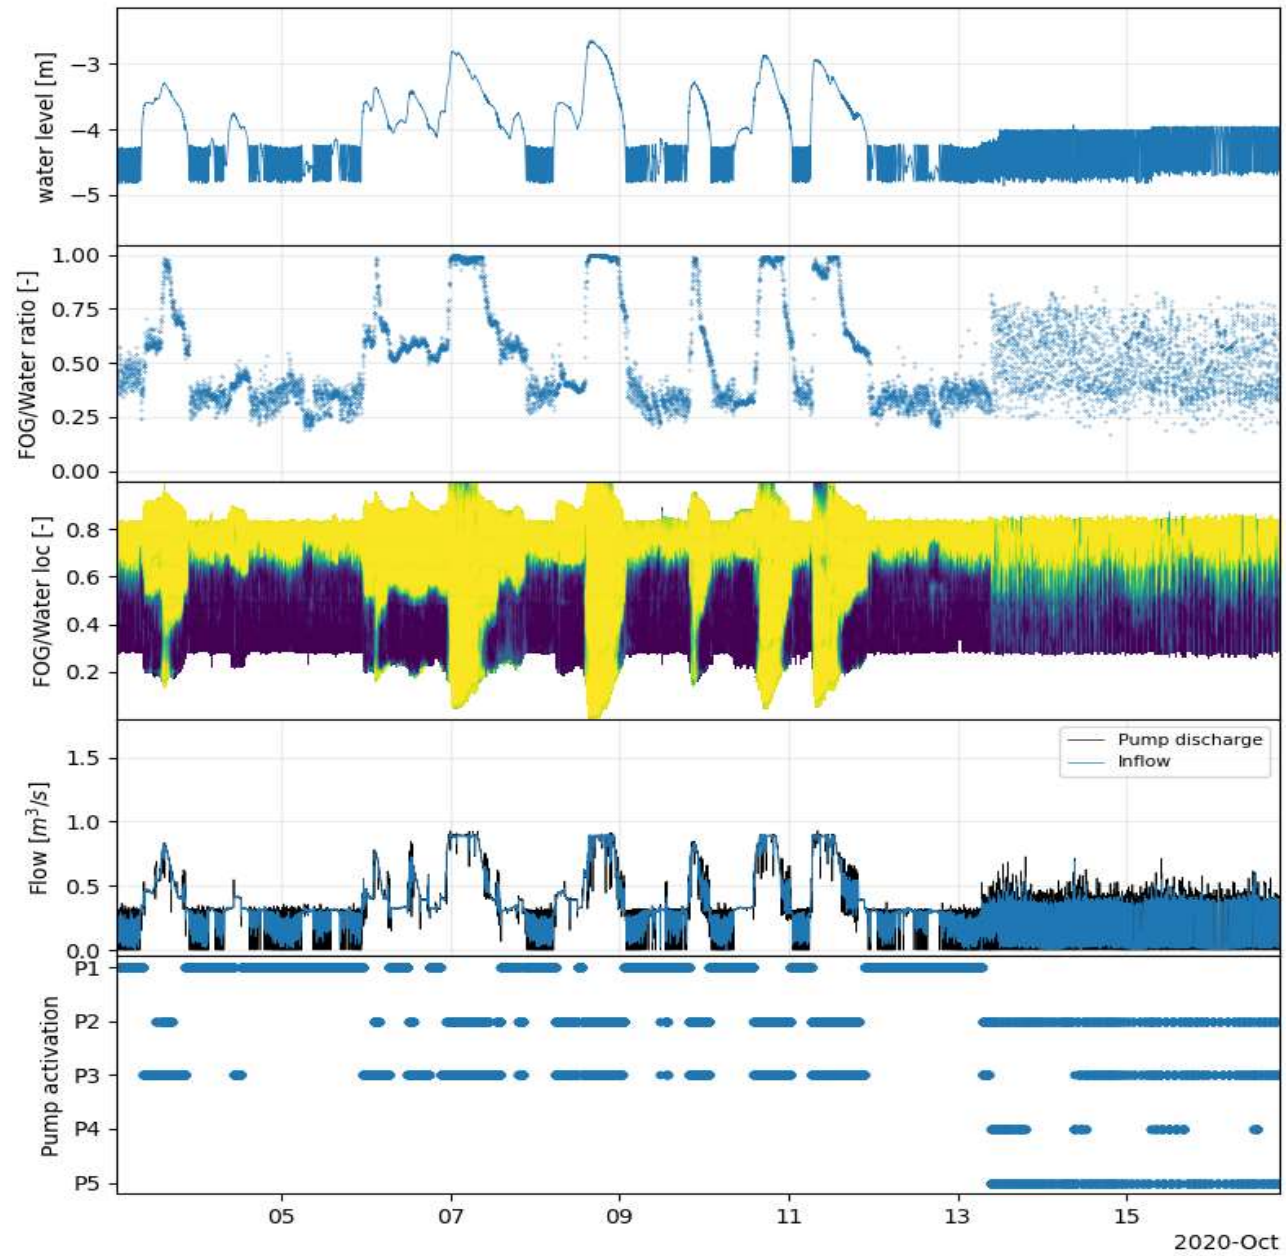 water level [m]
−3
−4
−5
FOG/Water ratio [-]
1.00
0.75
0.50
0.25
0.00
FOG/Water loc [-]
0.8
0.6
0.4
0.2
Flow [m³/s]
1.5
1.0
0.5
0.0
Pump discharge
Inflow
Pump activation
P1
P2
P3
P4
P5
05 07 09 11 13 15
2020-Oct